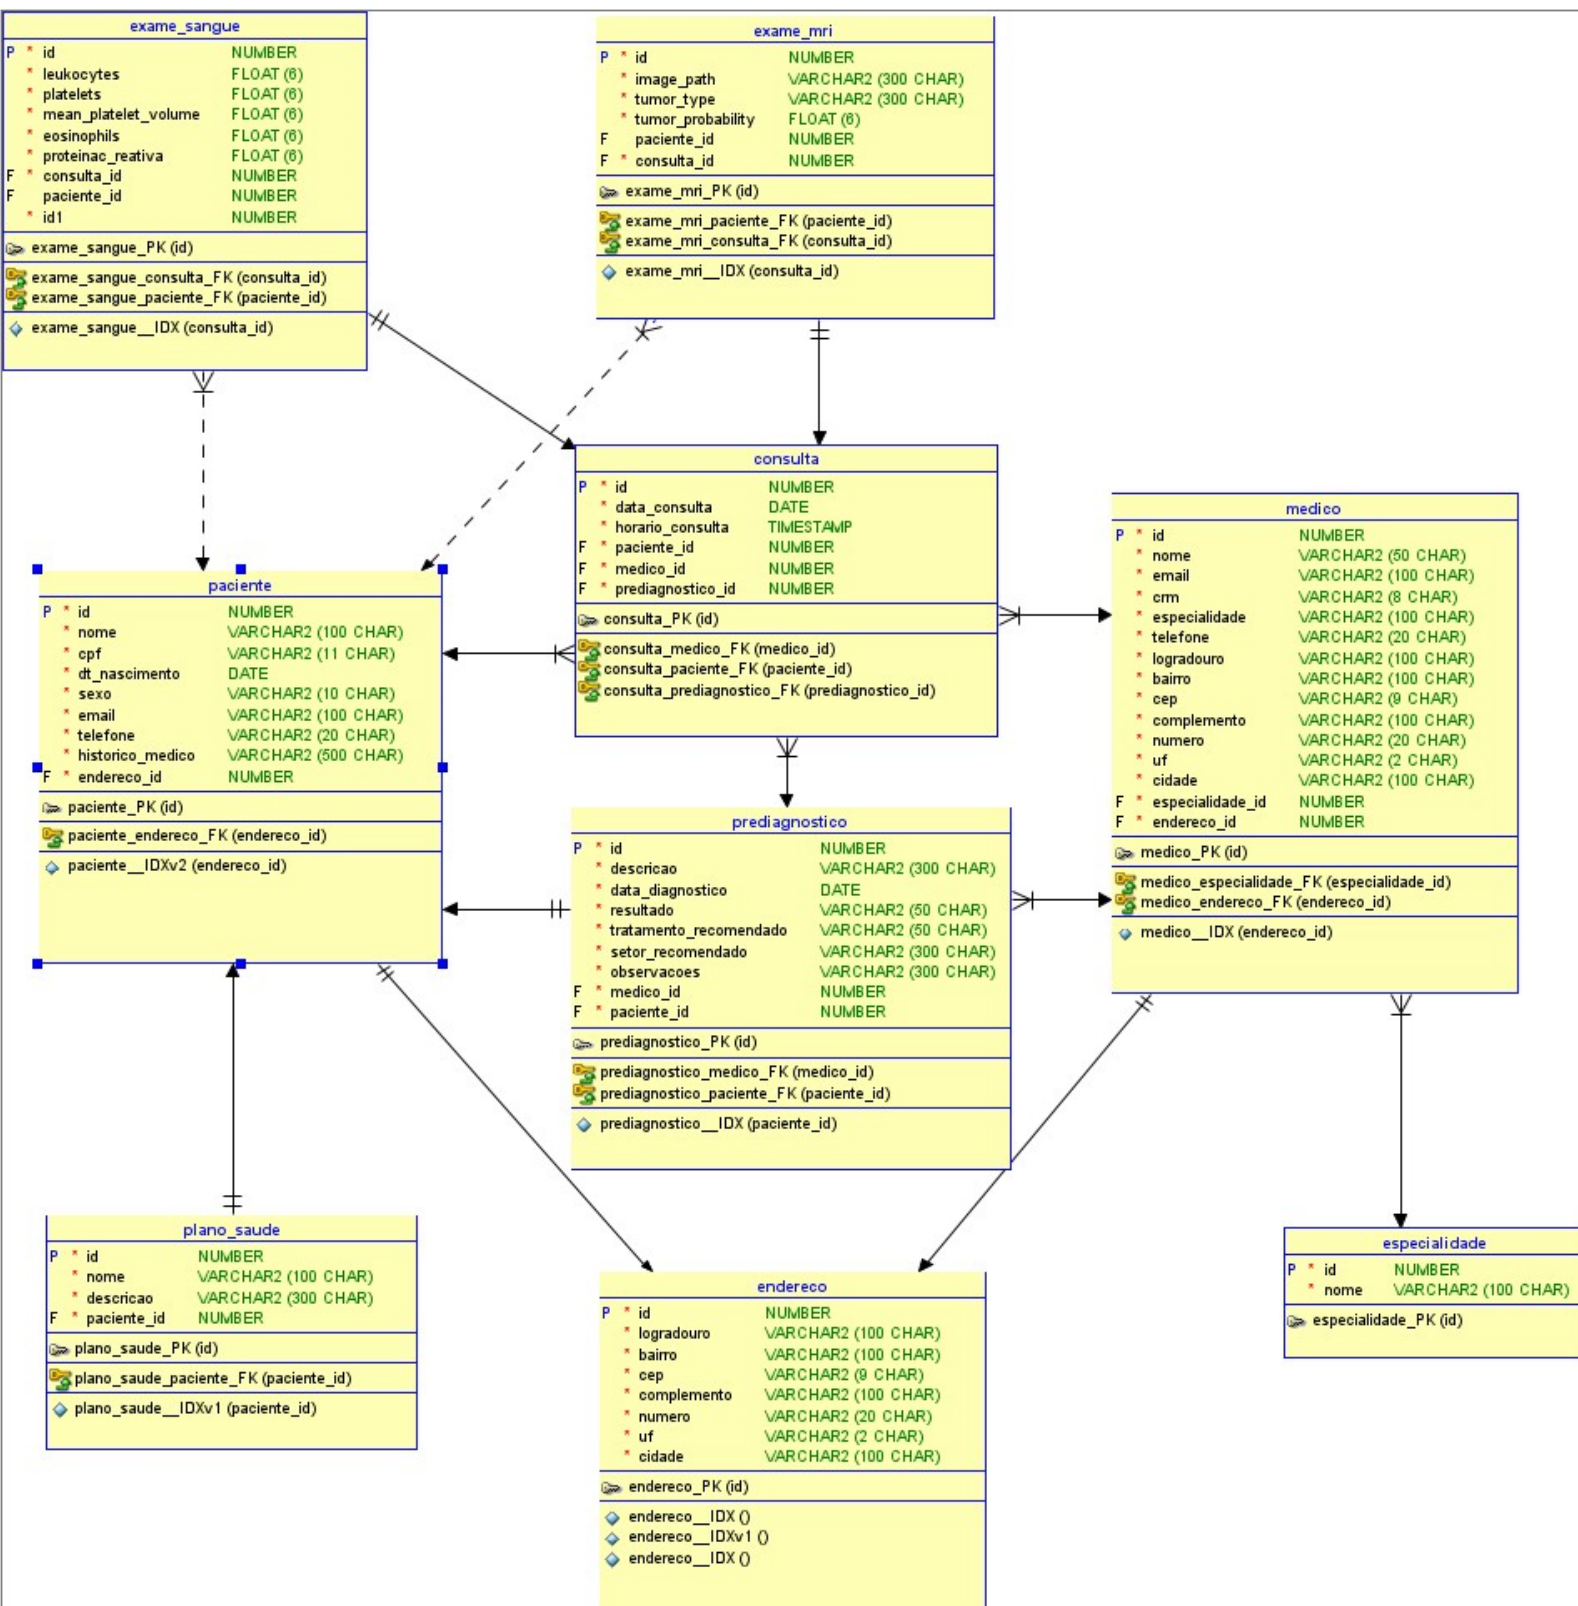 exame_sangue
P * id NUMBER
* leukocytes FLOAT (6)
* platelets FLOAT (6)
* mean_platelet_volume FLOAT (6)
* eosinophils FLOAT (6)
* proteinac_reativa FLOAT (6)
F * consulta_id NUMBER
F paciente_id NUMBER
* id1 NUMBER
exame_sangue_PK (id)
exame_sangue_consulta_FK (consulta_id)
exame_sangue_paciente_FK (paciente_id)
exame_sangue__IDX (consulta_id)
exame_mri
P * id NUMBER
* image_path VARCHAR2 (300 CHAR)
* tumor_type VARCHAR2 (300 CHAR)
* tumor_probability FLOAT (6)
F paciente_id NUMBER
F * consulta_id NUMBER
exame_mri_PK (id)
exame_mri_paciente_FK (paciente_id)
exame_mri_consulta_FK (consulta_id)
exame_mri__IDX (consulta_id)
consulta
P * id NUMBER
* data_consulta DATE
* horario_consulta TIMESTAMP
F * paciente_id NUMBER
F * medico_id NUMBER
F * prediagnostico_id NUMBER
consulta_PK (id)
consulta_medico_FK (medico_id)
consulta_paciente_FK (paciente_id)
consulta_prediagnostico_FK (prediagnostico_id)
medico
P * id NUMBER
* nome VARCHAR2 (50 CHAR)
* email VARCHAR2 (100 CHAR)
* crm VARCHAR2 (8 CHAR)
* especialidade VARCHAR2 (100 CHAR)
* telefone VARCHAR2 (20 CHAR)
* logradouro VARCHAR2 (100 CHAR)
* bairro VARCHAR2 (100 CHAR)
* cep VARCHAR2 (9 CHAR)
* complemento VARCHAR2 (100 CHAR)
* numero VARCHAR2 (20 CHAR)
* uf VARCHAR2 (2 CHAR)
* cidade VARCHAR2 (100 CHAR)
F * especialidade_id NUMBER
F * endereco_id NUMBER
medico_PK (id)
medico_especialidade_FK (especialidade_id)
medico_endereco_FK (endereco_id)
medico__IDX (endereco_id)
paciente
P * id NUMBER
* nome VARCHAR2 (100 CHAR)
* cpf VARCHAR2 (11 CHAR)
* dt_nascimento DATE
* sexo VARCHAR2 (10 CHAR)
* email VARCHAR2 (100 CHAR)
* telefone VARCHAR2 (20 CHAR)
* historico_medico VARCHAR2 (500 CHAR)
F * endereco_id NUMBER
paciente_PK (id)
paciente_endereco_FK (endereco_id)
paciente__IDXv2 (endereco_id)
prediagnostico
P * id NUMBER
* descricao VARCHAR2 (300 CHAR)
* data_diagnostico DATE
* resultado VARCHAR2 (50 CHAR)
* tratamento_recomendado VARCHAR2 (50 CHAR)
* setor_recomendado VARCHAR2 (300 CHAR)
* observacoes VARCHAR2 (300 CHAR)
F * medico_id NUMBER
F * paciente_id NUMBER
prediagnostico_PK (id)
prediagnostico_medico_FK (medico_id)
prediagnostico_paciente_FK (paciente_id)
prediagnostico__IDX (paciente_id)
plano_saude
P * id NUMBER
* nome VARCHAR2 (100 CHAR)
* descricao VARCHAR2 (300 CHAR)
F * paciente_id NUMBER
plano_saude_PK (id)
plano_saude_paciente_FK (paciente_id)
plano_saude__IDXv1 (paciente_id)
endereco
P * id NUMBER
* logradouro VARCHAR2 (100 CHAR)
* bairro VARCHAR2 (100 CHAR)
* cep VARCHAR2 (9 CHAR)
* complemento VARCHAR2 (100 CHAR)
* numero VARCHAR2 (20 CHAR)
* uf VARCHAR2 (2 CHAR)
* cidade VARCHAR2 (100 CHAR)
endereco_PK (id)
endereco__IDX ()
endereco__IDXv1 ()
endereco__IDX ()
especialidade
P * id NUMBER
* nome VARCHAR2 (100 CHAR)
especialidade_PK (id)